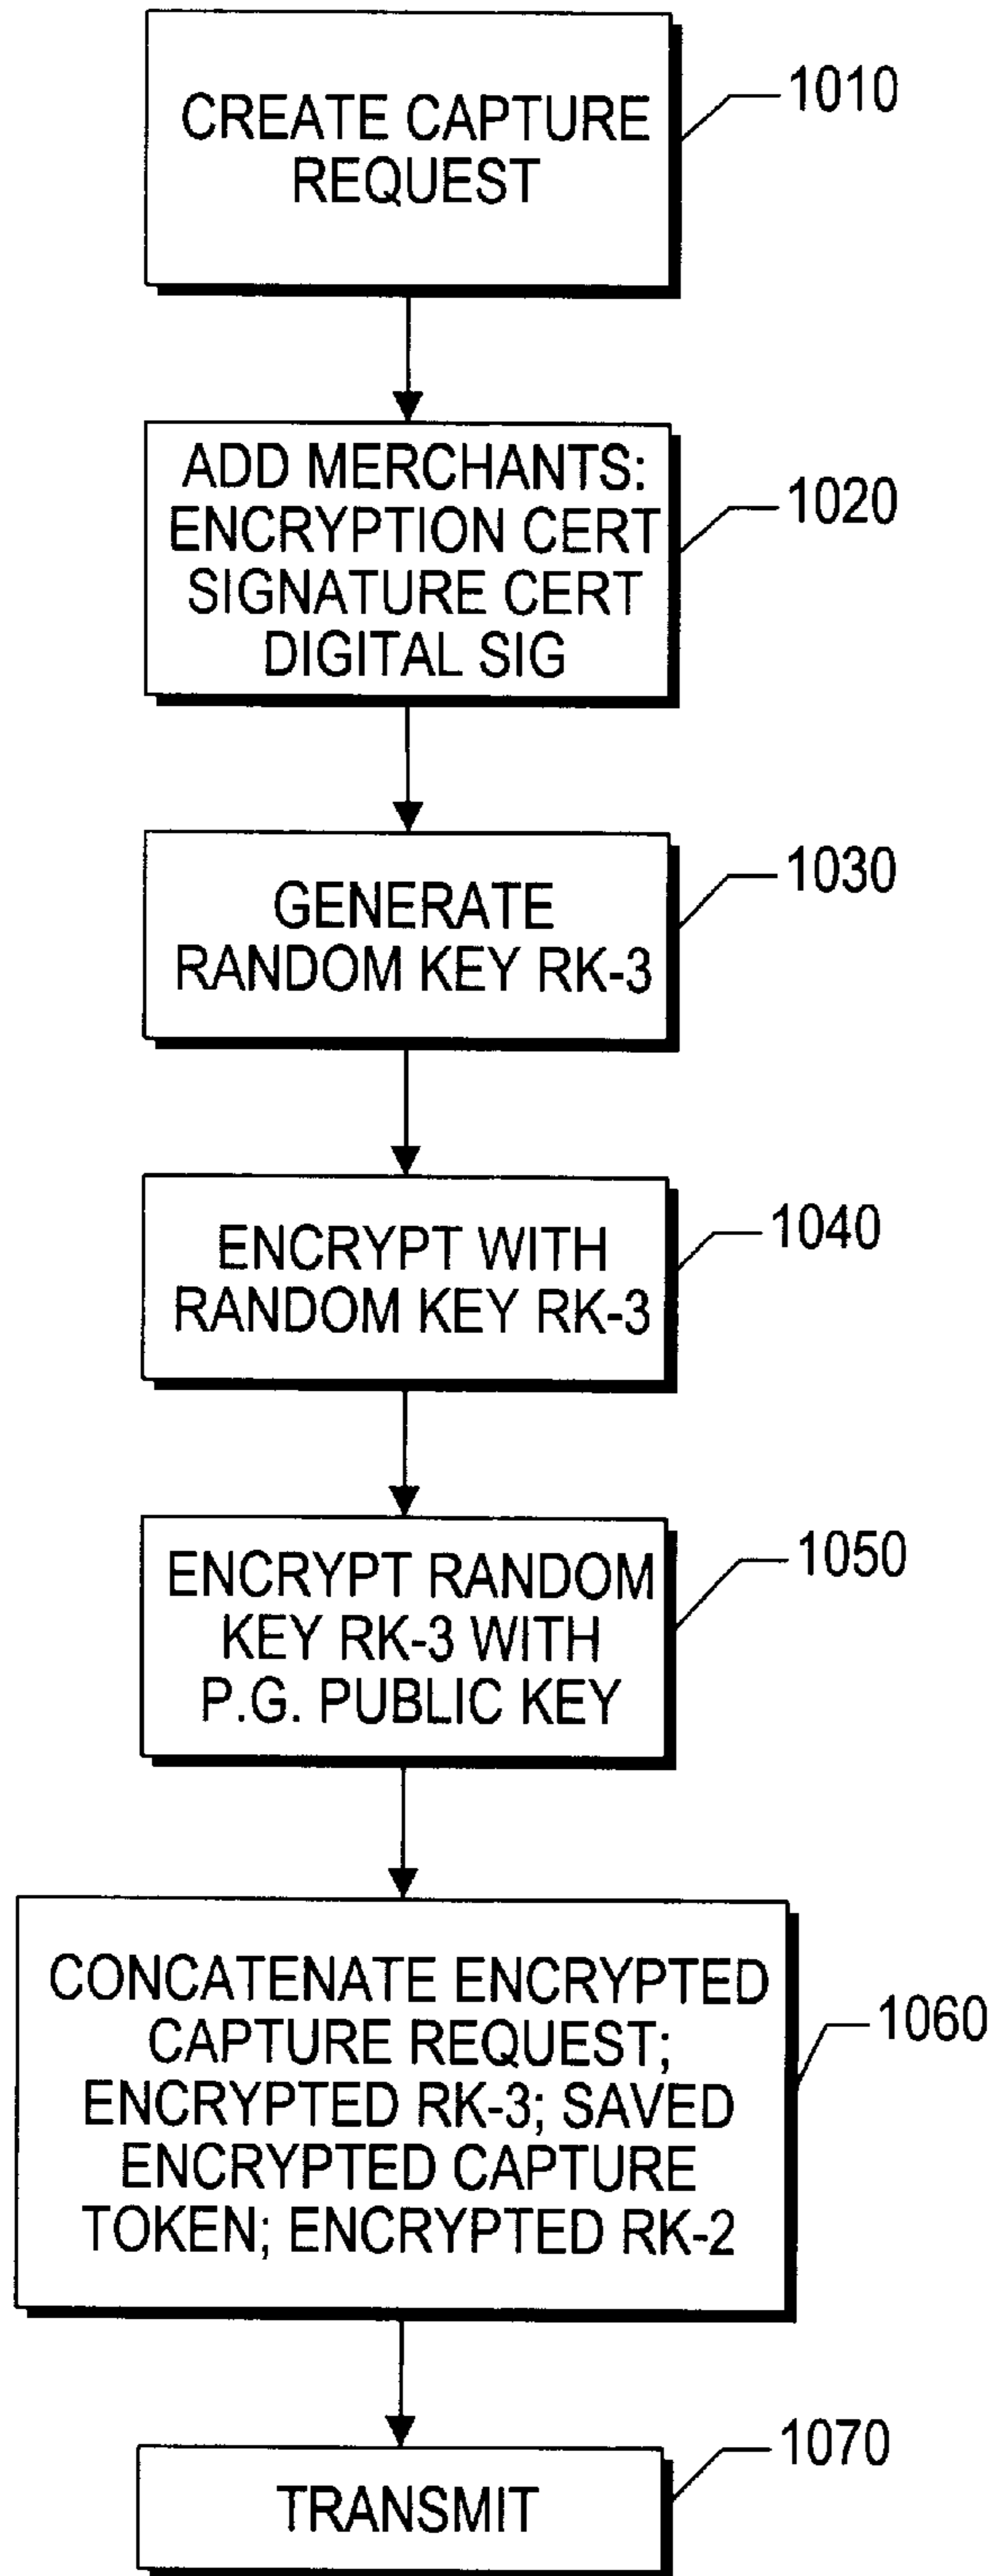 CREATE CAPTURE
REQUEST
1010
ADD MERCHANTS:
ENCRYPTION CERT
SIGNATURE CERT
DIGITAL SIG
1020
GENERATE
RANDOM KEY RK-3
1030
ENCRYPT WITH
RANDOM KEY RK-3
1040
ENCRYPT RANDOM
KEY RK-3 WITH
P.G. PUBLIC KEY
1050
CONCATENATE ENCRYPTED
CAPTURE REQUEST;
ENCRYPTED RK-3; SAVED
ENCRYPTED CAPTURE
TOKEN; ENCRYPTED RK-2
1060
TRANSMIT
1070